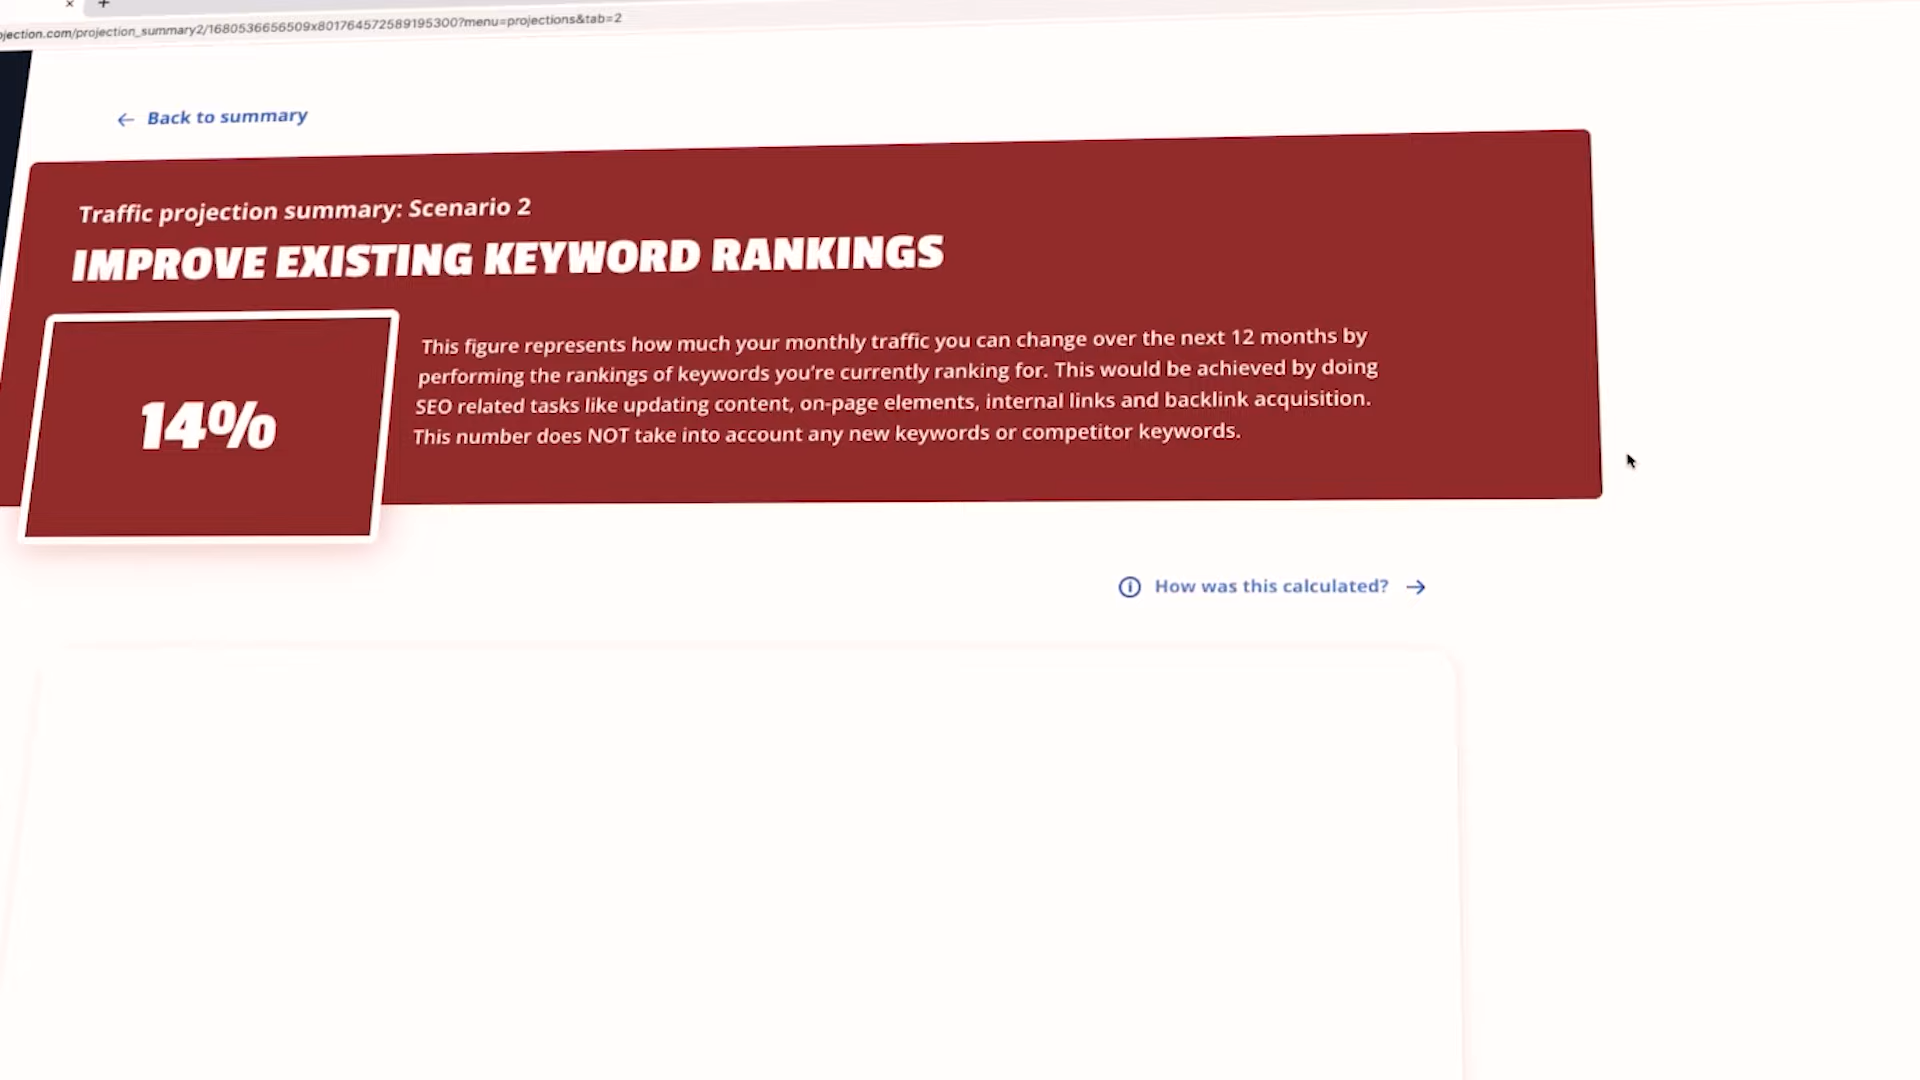 jection.com/projection_summary2/1680536656509x801764572589195300?menu=projections&tab=2
← Back to summary
Traffic projection summary: Scenario 2
IMPROVE EXISTING KEYWORD RANKINGS
14%
This figure represents how much your monthly traffic you can change over the next 12 months by
performing the rankings of keywords you’re currently ranking for. This would be achieved by doing
SEO related tasks like updating content, on-page elements, internal links and backlink acquisition.
This number does NOT take into account any new keywords or competitor keywords.
How was this calculated? →